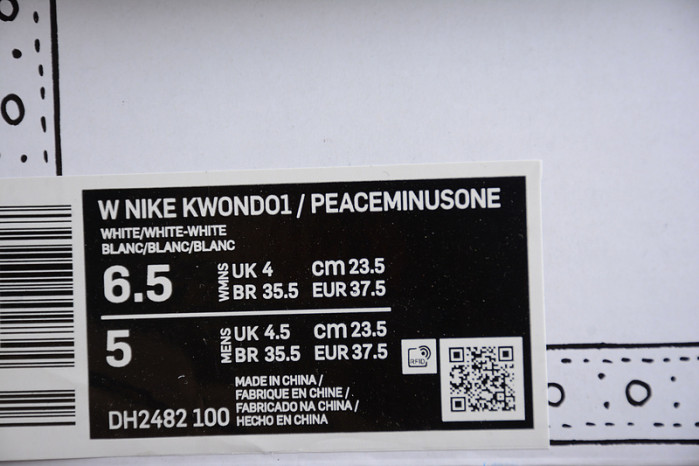 W NIKE KWONDO1 / PEACEMINUSONE
WHITE/WHITE-WHITE
BLANC/BLANC/BLANC
6.5 WMNS UK 4 cm 23.5
BR 35.5 EUR 37.5
5 MENS UK 4.5 cm 23.5
BR 35.5 EUR 37.5
RFID
MADE IN CHINA /
FABRIQUE EN CHINE /
FABRICADO NA CHINA /
HECHO EN CHINA
DH2482 100